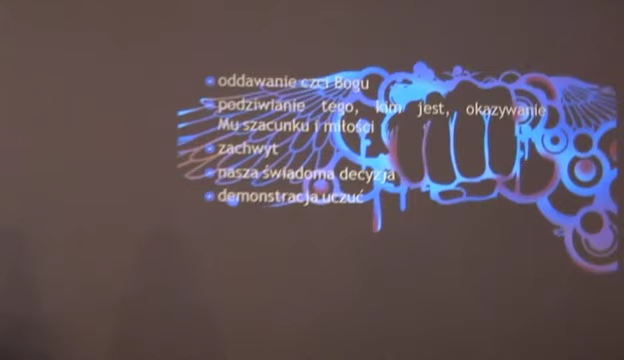 oddawanie czci Bogu
podziwianie tego, kim jest, okazywanie
Mu szacunku i miłości
zachwyt
nasza świadoma decyzja
demonstracja uczuć